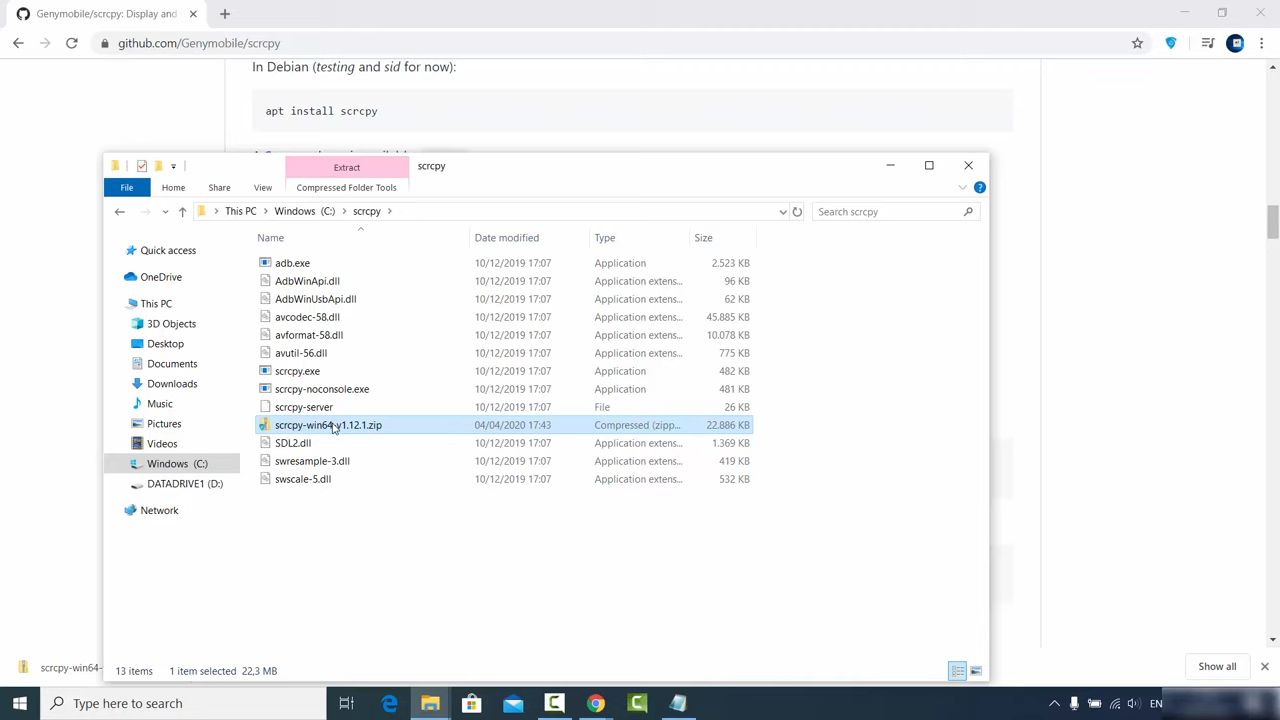 Genymobile/scrcpy: Display and
github.com/Genymobile/scrcpy
In Debian (testing and sid for now):
apt install scrcpy
Extract
scrcpy
File
Home
Share
View
Compressed Folder Tools
This PC
Windows (C:)
scrcpy
Search scrcpy
Name
Date modified
Type
Size
Quick access
OneDrive
This PC
3D Objects
Desktop
Documents
Downloads
Music
Pictures
Videos
Windows (C:)
DATADRIVE1 (D:)
Network
adb.exe 10/12/2019 17:07 Application 2.523 KB
AdbWinApi.dll 10/12/2019 17:07 Application extens... 96 KB
AdbWinUsbApi.dll 10/12/2019 17:07 Application extens... 62 KB
avcodec-58.dll 10/12/2019 17:07 Application extens... 45.885 KB
avformat-58.dll 10/12/2019 17:07 Application extens... 10.078 KB
avutil-56.dll 10/12/2019 17:07 Application extens... 775 KB
scrcpy.exe 10/12/2019 17:07 Application 482 KB
scrcpy-noconsole.exe 10/12/2019 17:07 Application 481 KB
scrcpy-server 10/12/2019 17:07 File 26 KB
scrcpy-win64-v1.12.1.zip 04/04/2020 17:43 Compressed (zipp... 22.886 KB
SDL2.dll 10/12/2019 17:07 Application extens... 1.369 KB
swresample-3.dll 10/12/2019 17:07 Application extens... 419 KB
swscale-5.dll 10/12/2019 17:07 Application extens... 532 KB
13 items
1 item selected 22,3 MB
scrcpy-win64-
Show all
Type here to search
EN